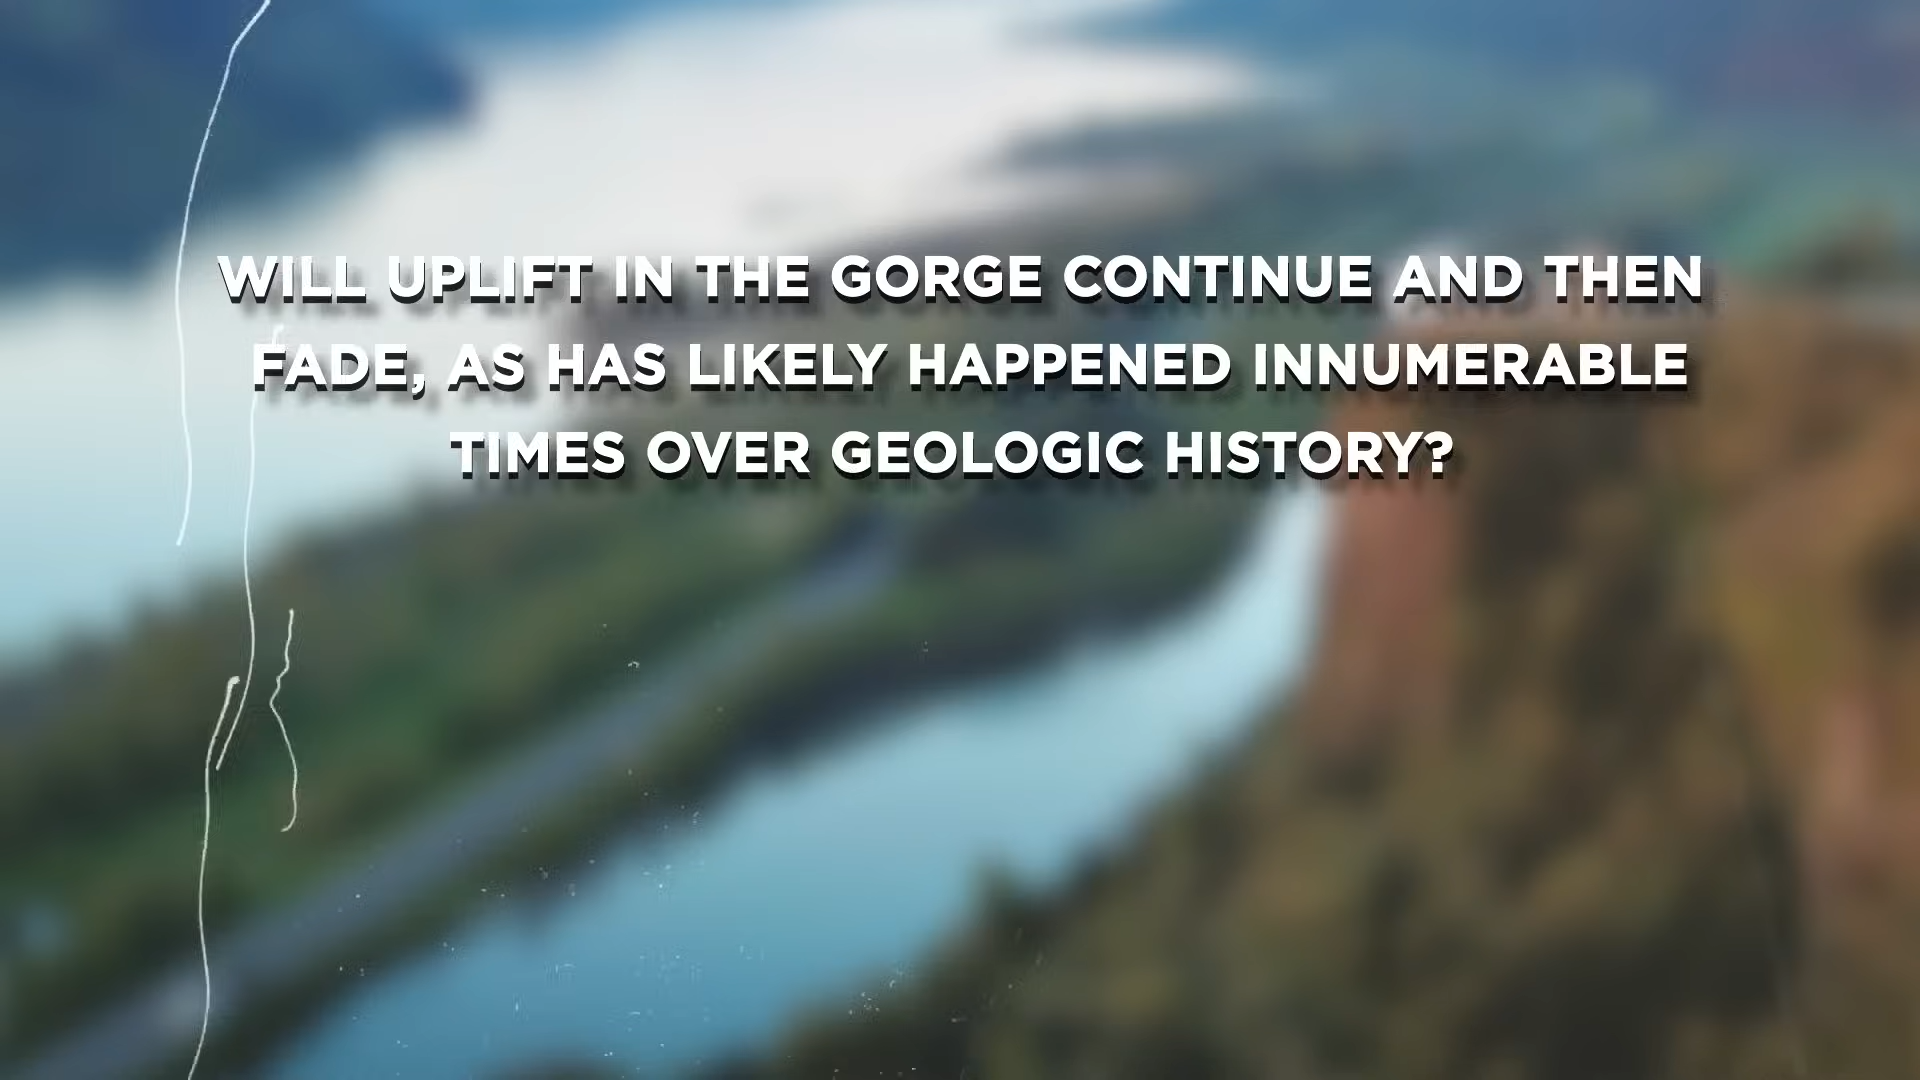 WILL UPLIFT IN THE GORGE CONTINUE AND THEN
FADE, AS HAS LIKELY HAPPENED INNUMERABLE
TIMES OVER GEOLOGIC HISTORY?